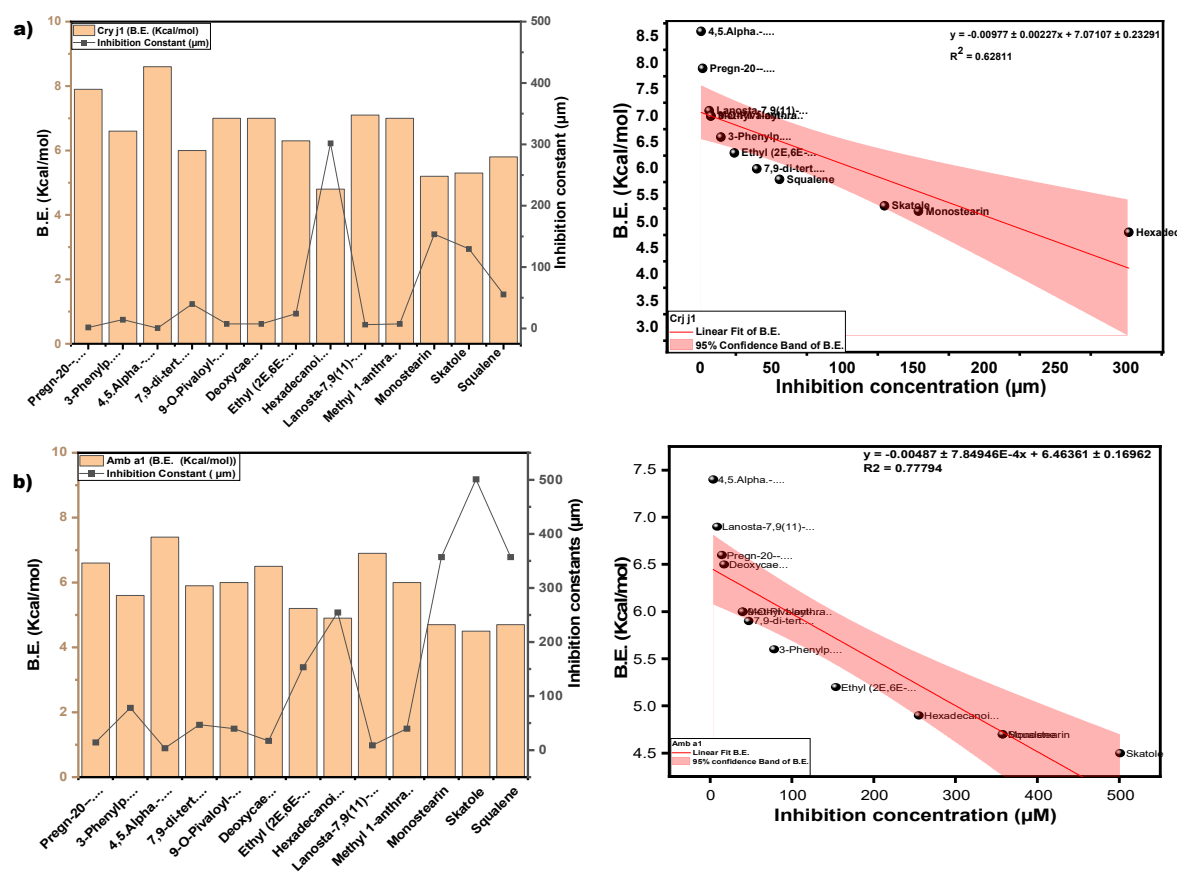 a)
10
8
6
4
2
0
B.E. (Kcal/mol)
Cry j1 (B.E. (Kcal/mol)
Inhibition Constant (µm)
500
400
300
200
100
0
Inhibition constant (µm)
Pregn-20--....
3-Phenylp....
4,5.Alpha.-....
7,9-di-tert....
9-O-Pivaloyl-...
Deoxycae...
Ethyl (2E,6E-...
Hexadecanoi...
Lanosta-7,9(11)-...
Methyl 1-anthra..
Monostearin
Skatole
Squalene
8.5
8.0
7.5
7.0
6.5
6.0
5.5
5.0
4.5
4.0
3.5
3.0
B.E. (Kcal/mol)
y = -0.00977 ± 0.00227x + 7.07107 ± 0.23291
R2 = 0.62811
4,5.Alpha.-....
Pregn-20--....
Lanosta-7,9(11)-...
3-Phenylp....
Ethyl (2E,6E-...
7,9-di-tert....
Squalene
Skatole
Monostearin
Hexadec
Crj j1
Linear Fit of B.E.
95% Confidence Band of B.E.
0
50
100
150
200
250
300
Inhibition concentration (µm)
b)
10
8
6
4
2
0
B.E. (Kcal/mol)
Amb a1 (B.E. (Kcal/mol))
Inhibition Constant ( µm)
500
400
300
200
100
0
Inhibition constants (µm)
Pregn-20--....
3-Phenylp....
4,5.Alpha.-....
7,9-di-tert....
9-O-Pivaloyl-...
Deoxycae...
Ethyl (2E,6E-...
Hexadecanoi...
Lanosta-7,9(11)-...
Methyl 1-anthra..
Monostearin
Skatole
Squalene
7.5
7.0
6.5
6.0
5.5
5.0
4.5
B.E. (Kcal/mol)
y = -0.00487 ± 7.84946E-4x + 6.46361 ± 0.16962
R2 = 0.77794
4,5.Alpha.-....
Lanosta-7,9(11)-...
Pregn-20--....
Deoxycae...
7,9-di-tert....
3-Phenylp....
Ethyl (2E,6E-...
Hexadecanoi...
Skatole
Amb a1
Linear Fit B.E.
95% confidence Band of B.E.
0
100
200
300
400
500
Inhibition concentration (µM)